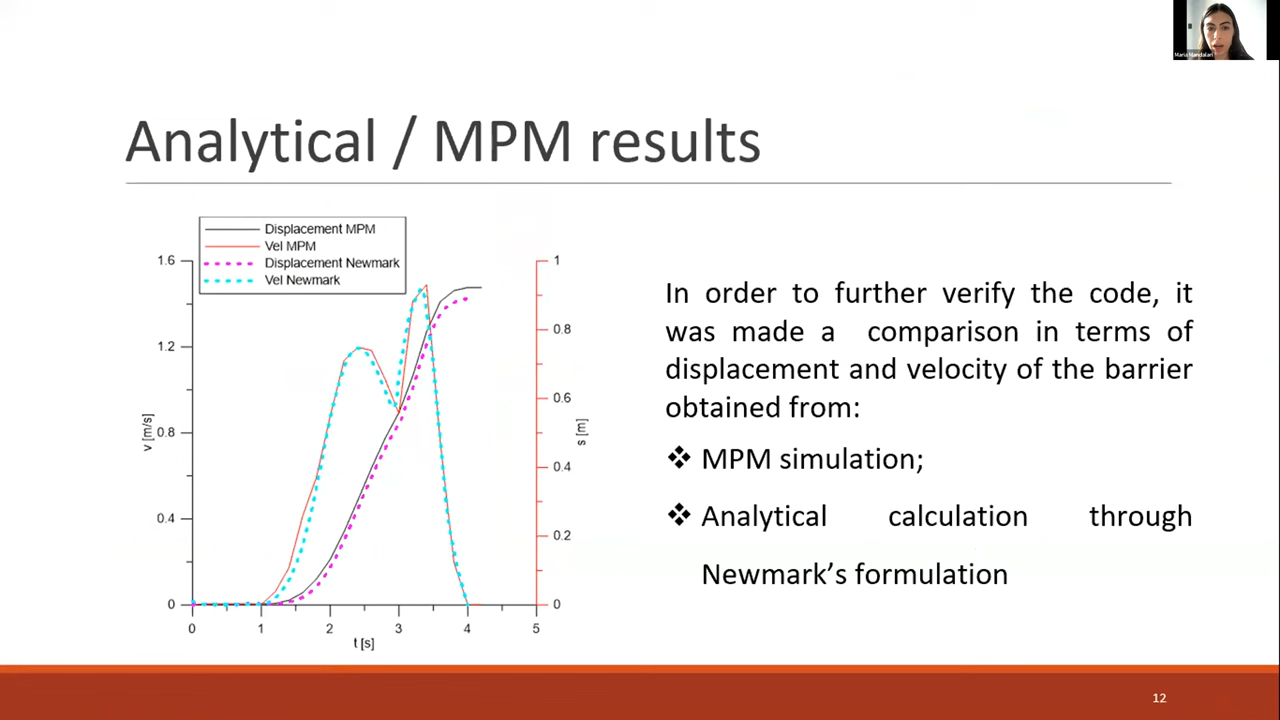 Maria Mandalari
Analytical / MPM results
Displacement MPM
Vel MPM
Displacement Newmark
Vel Newmark
1.6
1.2
0.8
0.4
0
v [m/s]
1
0.8
0.6
0.4
0.2
0
s [m]
0 1 2 3 4 5
t [s]
In order to further verify the code, it
was made a comparison in terms of
displacement and velocity of the barrier
obtained from:
❖ MPM simulation;
❖ Analytical calculation through
Newmark’s formulation
12